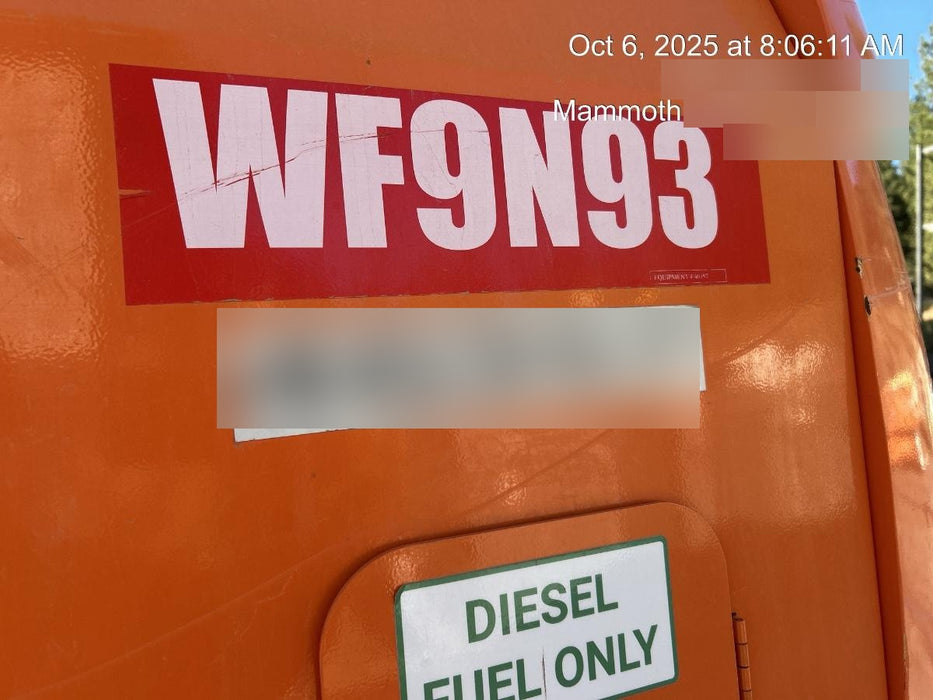 Oct 6, 2025 at 8:06:11 AM
Mammoth
WF9N93
DIESEL
FUEL ONLY